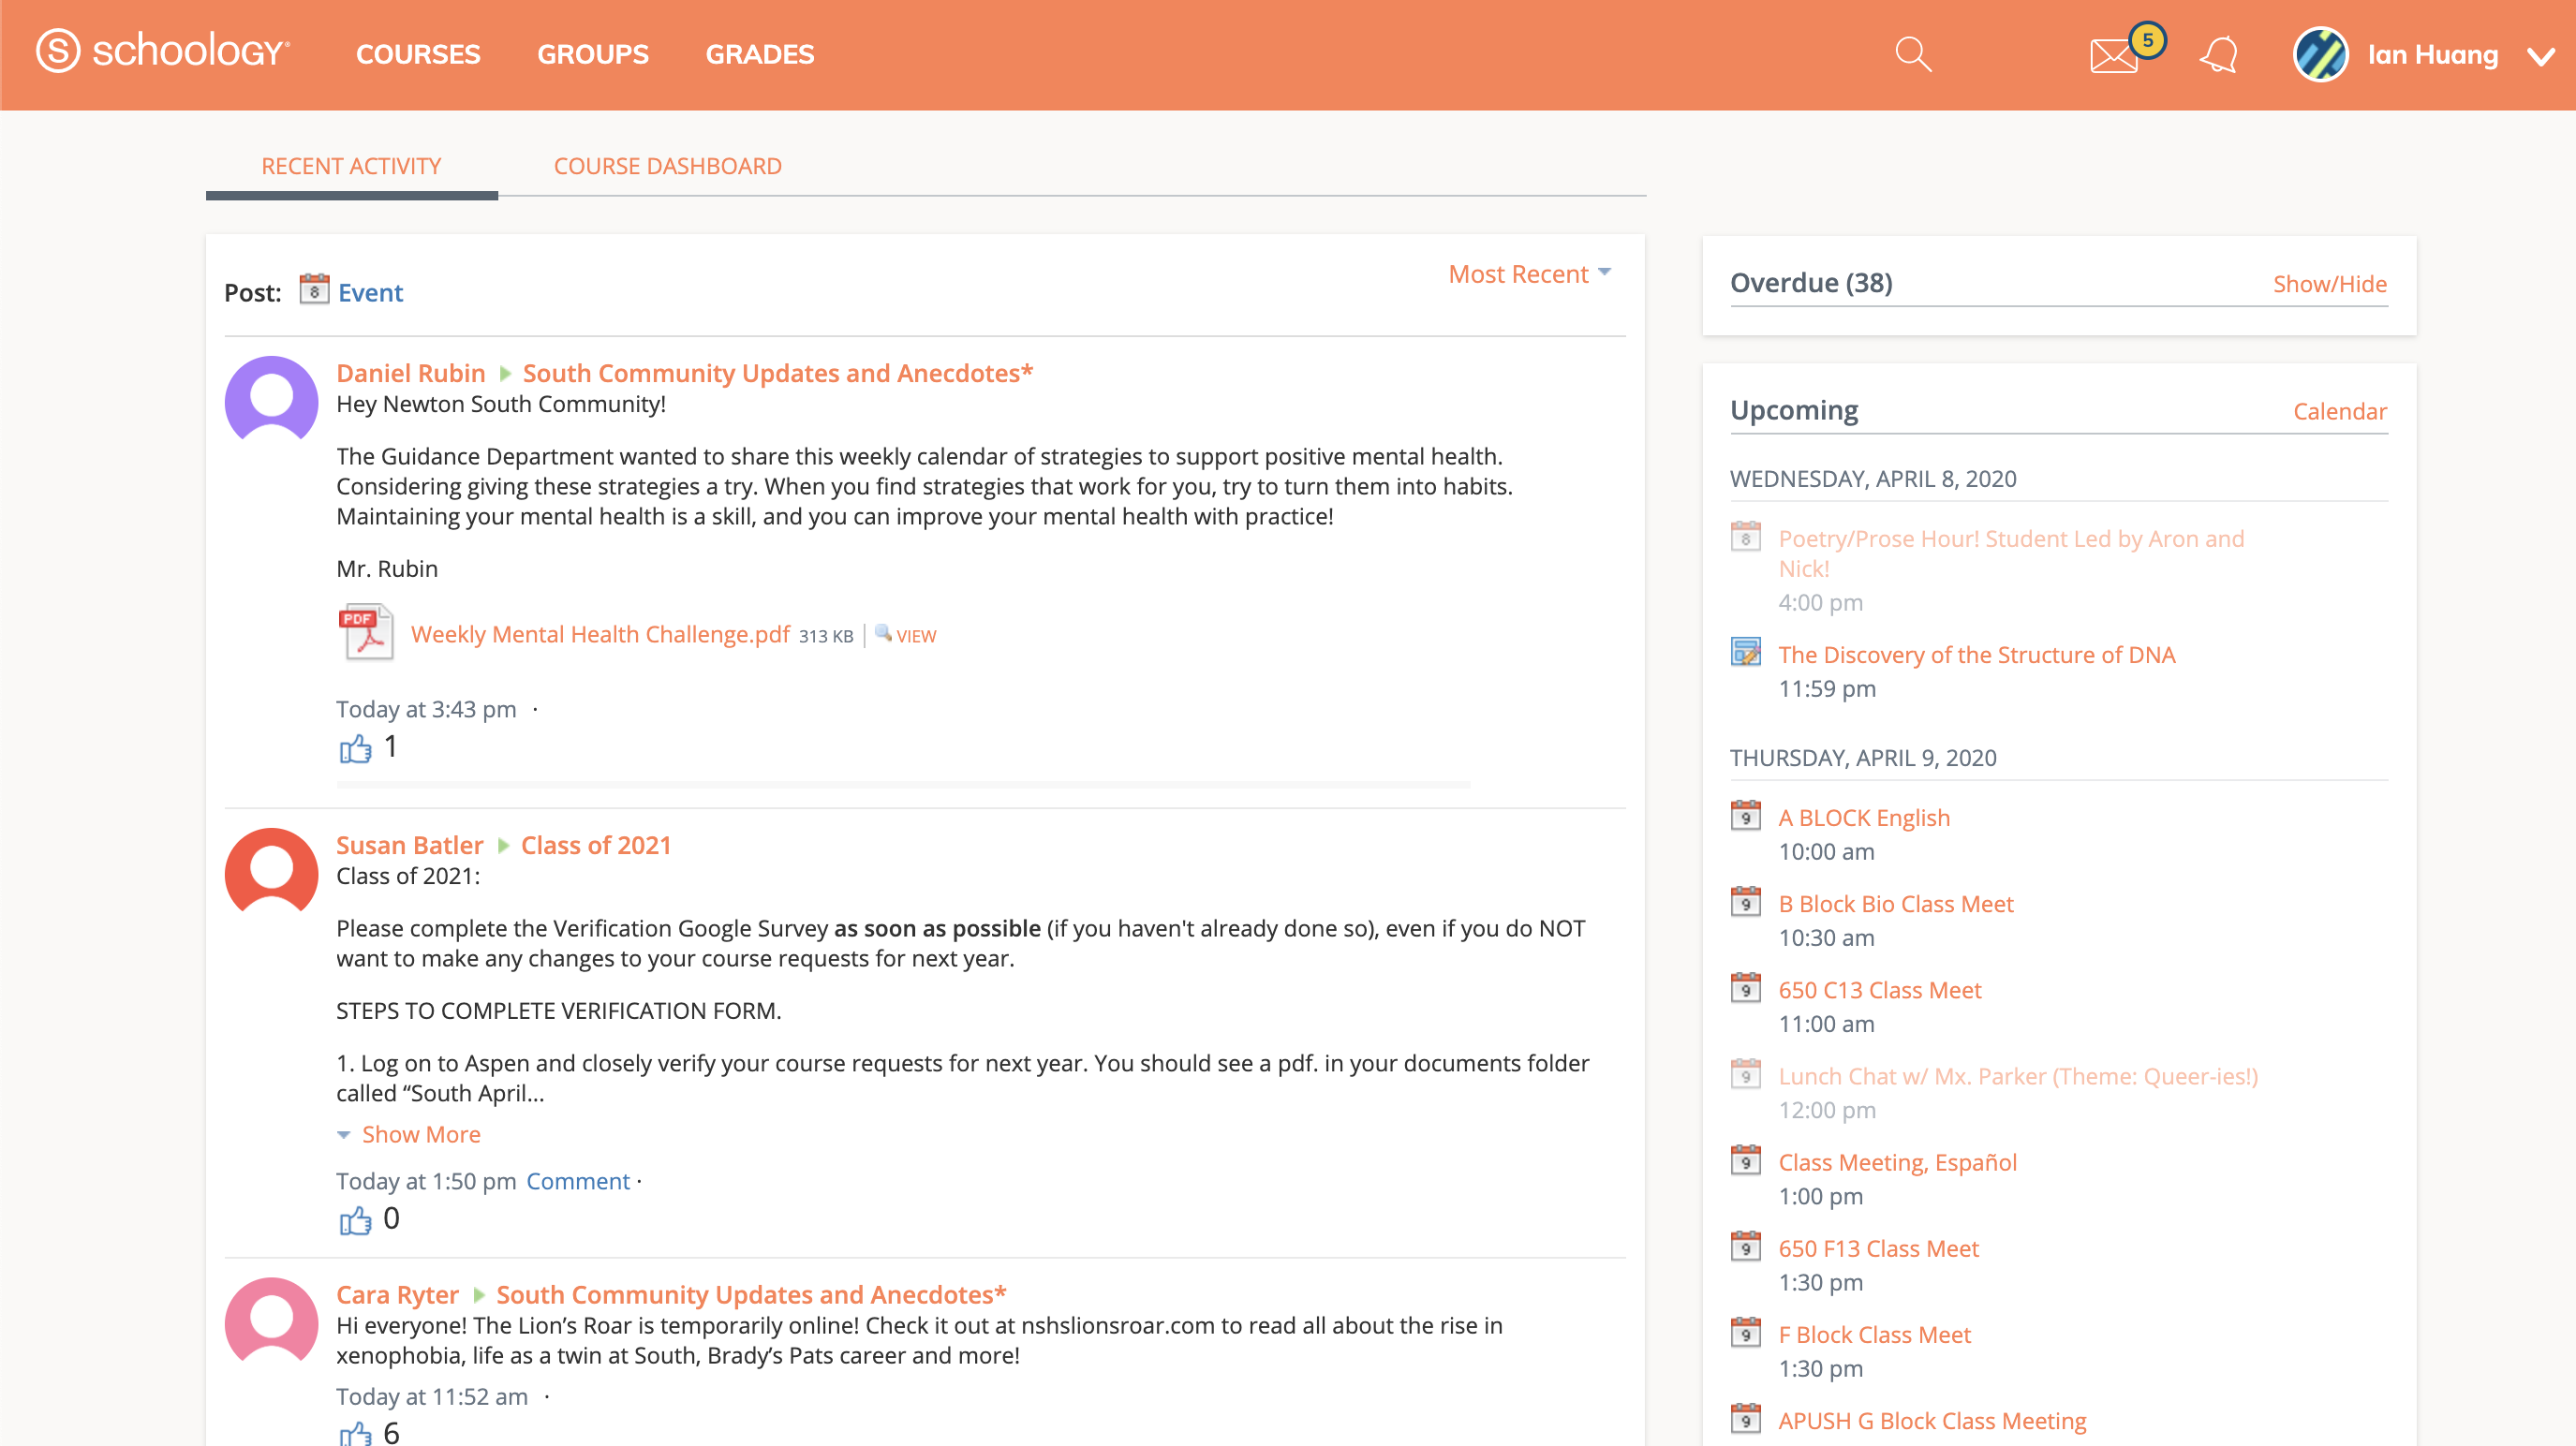 schoology® COURSES GROUPS GRADES 5 Ian Huang
RECENT ACTIVITY COURSE DASHBOARD
Post: 8 Event Most Recent
Daniel Rubin South Community Updates and Anecdotes*
Hey Newton South Community!
The Guidance Department wanted to share this weekly calendar of strategies to support positive mental health.
Considering giving these strategies a try. When you find strategies that work for you, try to turn them into habits.
Maintaining your mental health is a skill, and you can improve your mental health with practice!
Mr. Rubin
PDF Weekly Mental Health Challenge.pdf 313 KB | VIEW
Today at 3:43 pm ·
1
Susan Batler Class of 2021
Class of 2021:
Please complete the Verification Google Survey as soon as possible (if you haven't already done so), even if you do NOT
want to make any changes to your course requests for next year.
STEPS TO COMPLETE VERIFICATION FORM.
1. Log on to Aspen and closely verify your course requests for next year. You should see a pdf. in your documents folder
called “South April...
Show More
Today at 1:50 pm Comment ·
0
Cara Ryter South Community Updates and Anecdotes*
Hi everyone! The Lion’s Roar is temporarily online! Check it out at nshslionsroar.com to read all about the rise in
xenophobia, life as a twin at South, Brady’s Pats career and more!
Today at 11:52 am ·
6
Overdue (38) Show/Hide
Upcoming Calendar
WEDNESDAY, APRIL 8, 2020
8 Poetry/Prose Hour! Student Led by Aron and
Nick!
4:00 pm
The Discovery of the Structure of DNA
11:59 pm
THURSDAY, APRIL 9, 2020
9 A BLOCK English
10:00 am
9 B Block Bio Class Meet
10:30 am
9 650 C13 Class Meet
11:00 am
9 Lunch Chat w/ Mx. Parker (Theme: Queer-ies!)
12:00 pm
9 Class Meeting, Español
1:00 pm
9 650 F13 Class Meet
1:30 pm
9 F Block Class Meet
1:30 pm
9 APUSH G Block Class Meeting